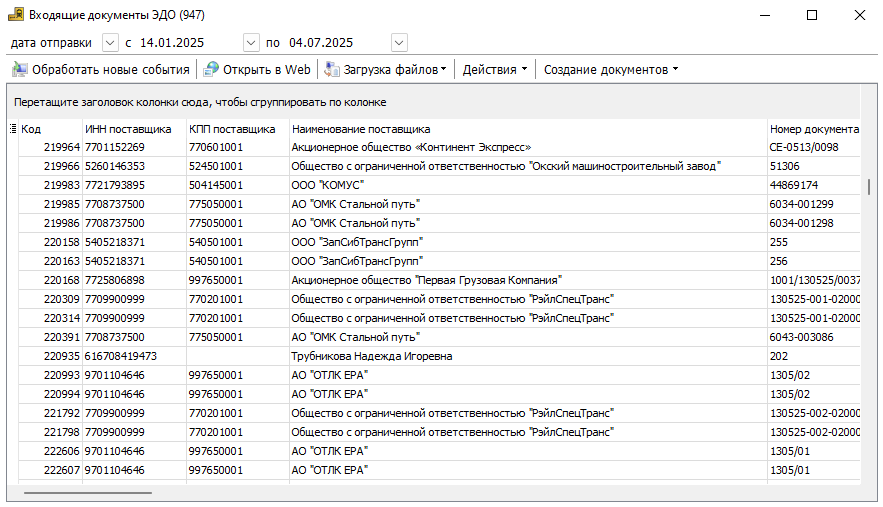 Входящие документы ЭДО (947)
дата отправки с 14.01.2025 по 04.07.2025
Обработать новые события Открыть в Web Загрузка файлов Действия Создание документов
Перетащите заголовок колонки сюда, чтобы сгруппировать по колонке
Код ИНН поставщика КПП поставщика Наименование поставщика Номер документа
219964 7701152269 770601001 Акционерное общество «Континент Экспресс» CE-0513/0098
219966 5260146353 524501001 Общество с ограниченной ответственностью "Окский машиностроительный завод" 51306
219983 7721793895 504145001 ООО "КОМУС" 44869174
219985 7708737500 775050001 АО "ОМК Стальной путь" 6034-001299
219986 7708737500 775050001 АО "ОМК Стальной путь" 6034-001298
220158 5405218371 540501001 ООО "ЗапСибТрансГрупп" 255
220163 5405218371 540501001 ООО "ЗапСибТрансГрупп" 256
220168 7725806898 997650001 Акционерное общество "Первая Грузовая Компания" 1001/130525/0037
220309 7709900999 770201001 Общество с ограниченной ответственностью "РэйлСпецТранс" 130525-001-02000
220314 7709900999 770201001 Общество с ограниченной ответственностью "РэйлСпецТранс" 130525-001-02000
220391 7708737500 775050001 АО "ОМК Стальной путь" 6043-003086
220935 616708419473 Трубникова Надежда Игоревна 202
220993 9701104646 997650001 АО "ОТЛК ЕРА" 1305/02
220994 9701104646 997650001 АО "ОТЛК ЕРА" 1305/02
221792 7709900999 770201001 Общество с ограниченной ответственностью "РэйлСпецТранс" 130525-002-02000
221798 7709900999 770201001 Общество с ограниченной ответственностью "РэйлСпецТранс" 130525-002-02000
222606 9701104646 997650001 АО "ОТЛК ЕРА" 1305/01
222607 9701104646 997650001 АО "ОТЛК ЕРА" 1305/01